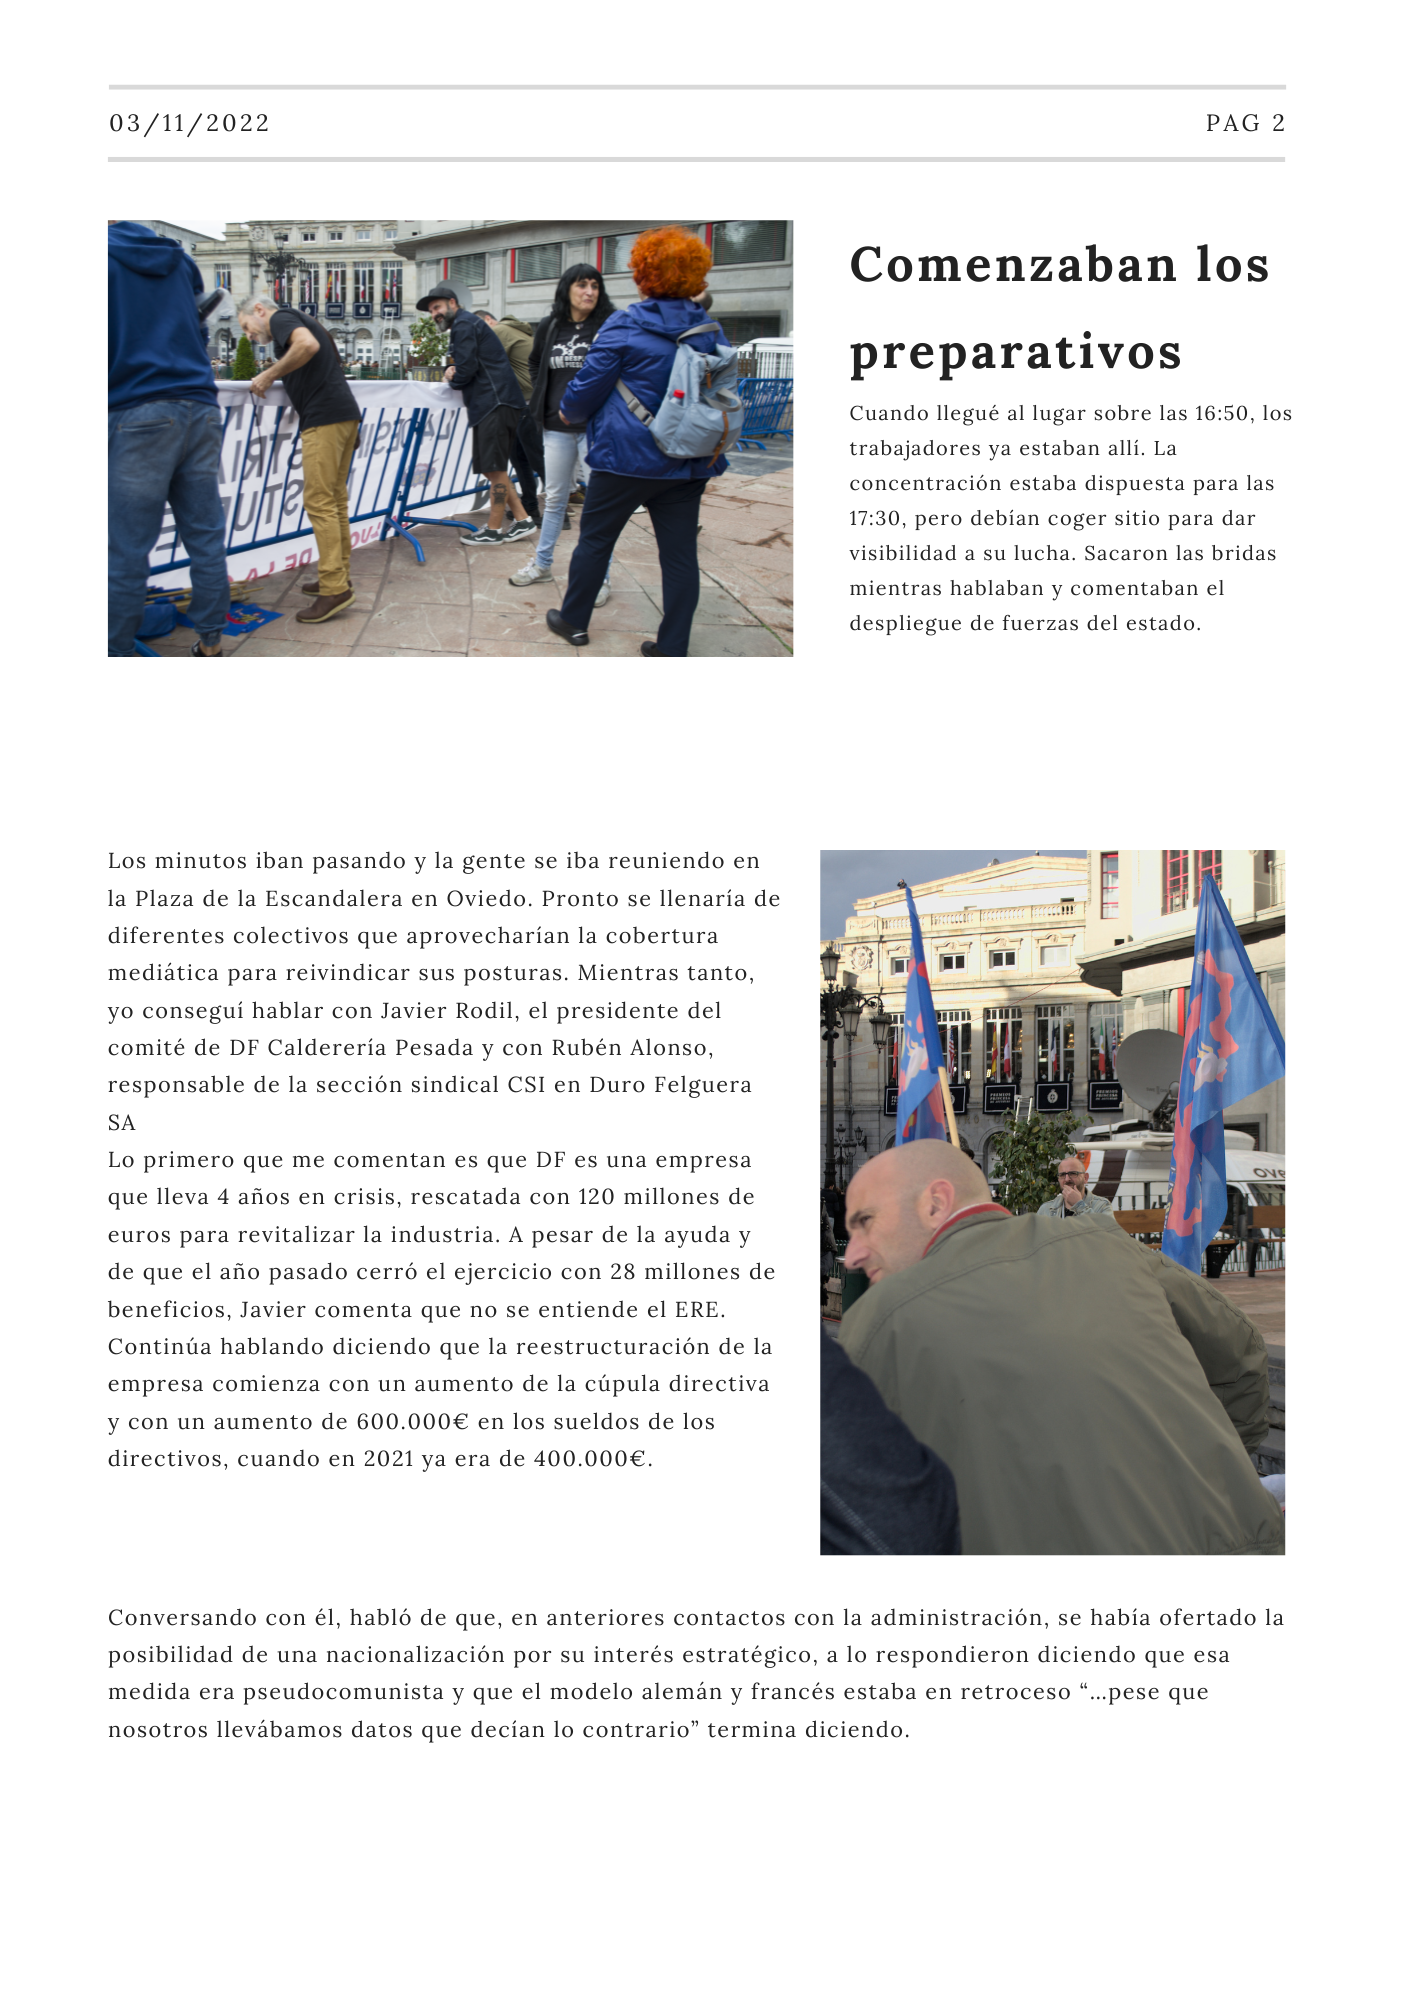 03/11/2022
PAG 2
Comenzaban los
preparativos
Cuando llegué al lugar sobre las 16:50, los
trabajadores ya estaban allí. La
concentración estaba dispuesta para las
17:30, pero debían coger sitio para dar
visibilidad a su lucha. Sacaron las bridas
mientras hablaban y comentaban el
despliegue de fuerzas del estado.
Los minutos iban pasando y la gente se iba reuniendo en
la Plaza de la Escandalera en Oviedo. Pronto se llenaría de
diferentes colectivos que aprovecharían la cobertura
mediática para reivindicar sus posturas. Mientras tanto,
yo conseguí hablar con Javier Rodil, el presidente del
comité de DF Calderería Pesada y con Rubén Alonso,
responsable de la sección sindical CSI en Duro Felguera
SA
Lo primero que me comentan es que DF es una empresa
que lleva 4 años en crisis, rescatada con 120 millones de
euros para revitalizar la industria. A pesar de la ayuda y
de que el año pasado cerró el ejercicio con 28 millones de
beneficios, Javier comenta que no se entiende el ERE.
Continúa hablando diciendo que la reestructuración de la
empresa comienza con un aumento de la cúpula directiva
y con un aumento de 600.000€ en los sueldos de los
directivos, cuando en 2021 ya era de 400.000€.
Conversando con él, habló de que, en anteriores contactos con la administración, se había ofertado la
posibilidad de una nacionalización por su interés estratégico, a lo respondieron diciendo que esa
medida era pseudocomunista y que el modelo alemán y francés estaba en retroceso “...pese que
nosotros llevábamos datos que decían lo contrario” termina diciendo.